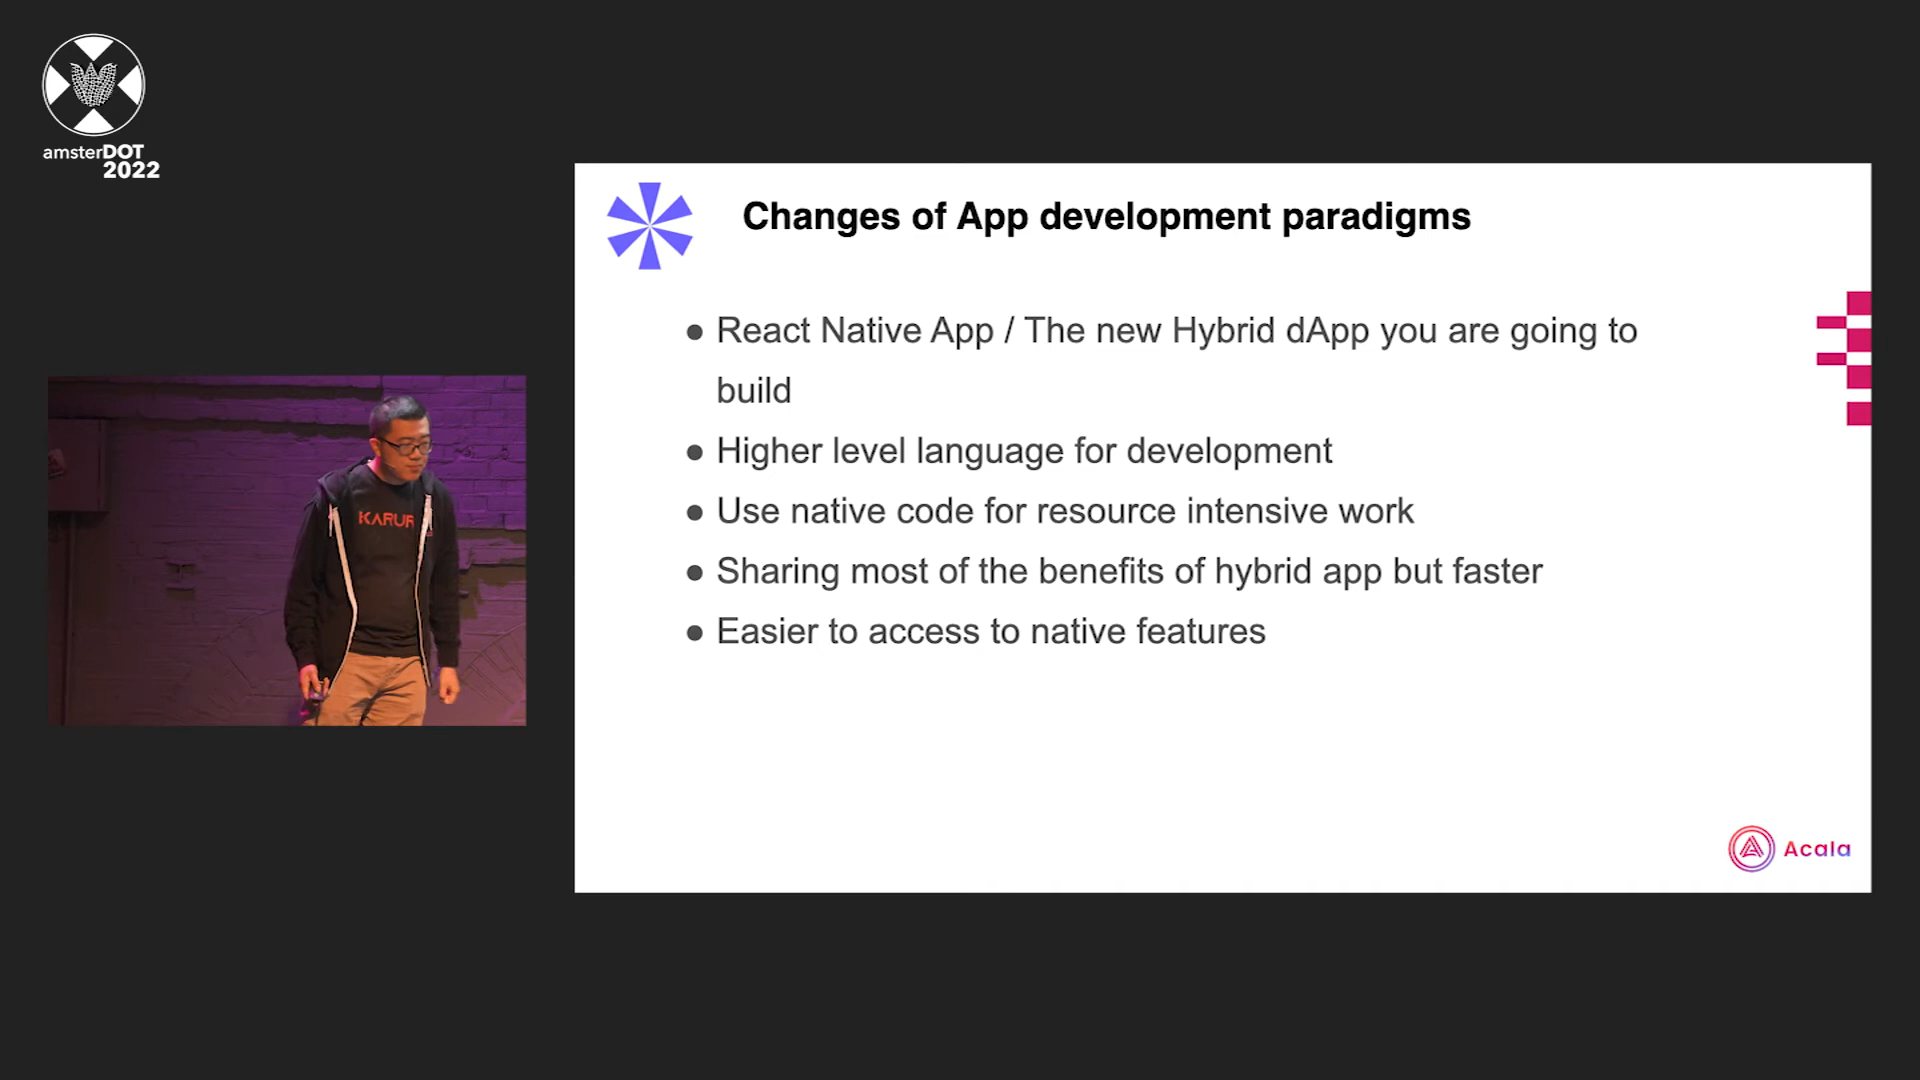 amsterDOT
2022
Changes of App development paradigms
● React Native App / The new Hybrid dApp you are going to
build
● Higher level language for development
● Use native code for resource intensive work
● Sharing most of the benefits of hybrid app but faster
● Easier to access to native features
KARUR
Acala